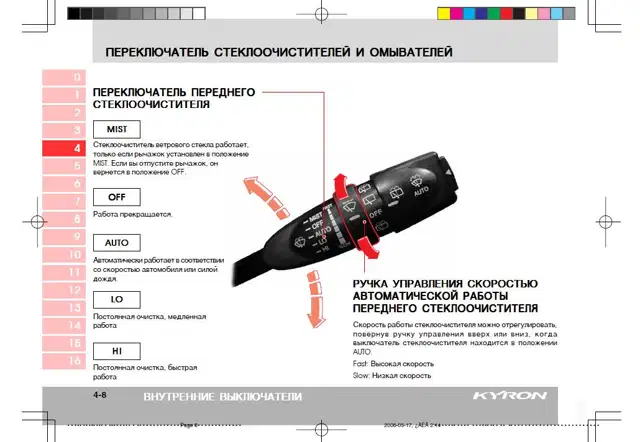 ПЕРЕКЛЮЧАТЕЛЬ СТЕКЛООЧИСТИТЕЛЕЙ И ОМЫВАТЕЛЕЙ
0
1
2
3
4
5
6
7
8
9
10
11
12
13
14
15
16
ПЕРЕКЛЮЧАТЕЛЬ ПЕРЕДНЕГО
СТЕКЛООЧИСТИТЕЛЯ
MIST
Стеклоочиститель ветрового стекла работает,
только если рычажок установлен в положение
MIST. Если вы отпустите рычажок, он
вернется в положение OFF.
OFF
Работа прекращается.
AUTO
Автоматически работает в соответствии
со скоростью автомобиля или силой
дождя.
LO
Постоянная очистка, медленная
работа
HI
Постоянная очистка, быстрая
работа
MIST
OFF
AUTO
LO
HI
OFF
AUTO
РУЧКА УПРАВЛЕНИЯ СКОРОСТЬЮ
АВТОМАТИЧЕСКОЙ РАБОТЫ
ПЕРЕДНЕГО СТЕКЛООЧИСТИТЕЛЯ
Скорость работы стеклоочистителя можно отрегулировать,
повернув ручку управления вверх или вниз, когда
выключатель стеклоочистителя находится в положении
AUTO.
Fast: Высокая скорость
Slow: Низкая скорость
4-8
ВНУТРЕННИЕ ВЫКЛЮЧАТЕЛИ
KYRON
Page 8